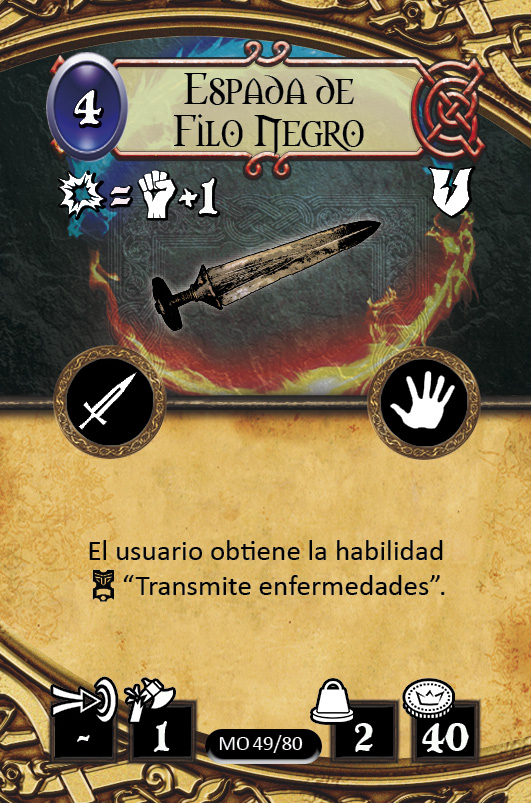 4
Espada de
Filo Negro
= +1
El usuario obtiene la habilidad
“Transmite enfermedades”.
-
1
MO 49/80
2
40